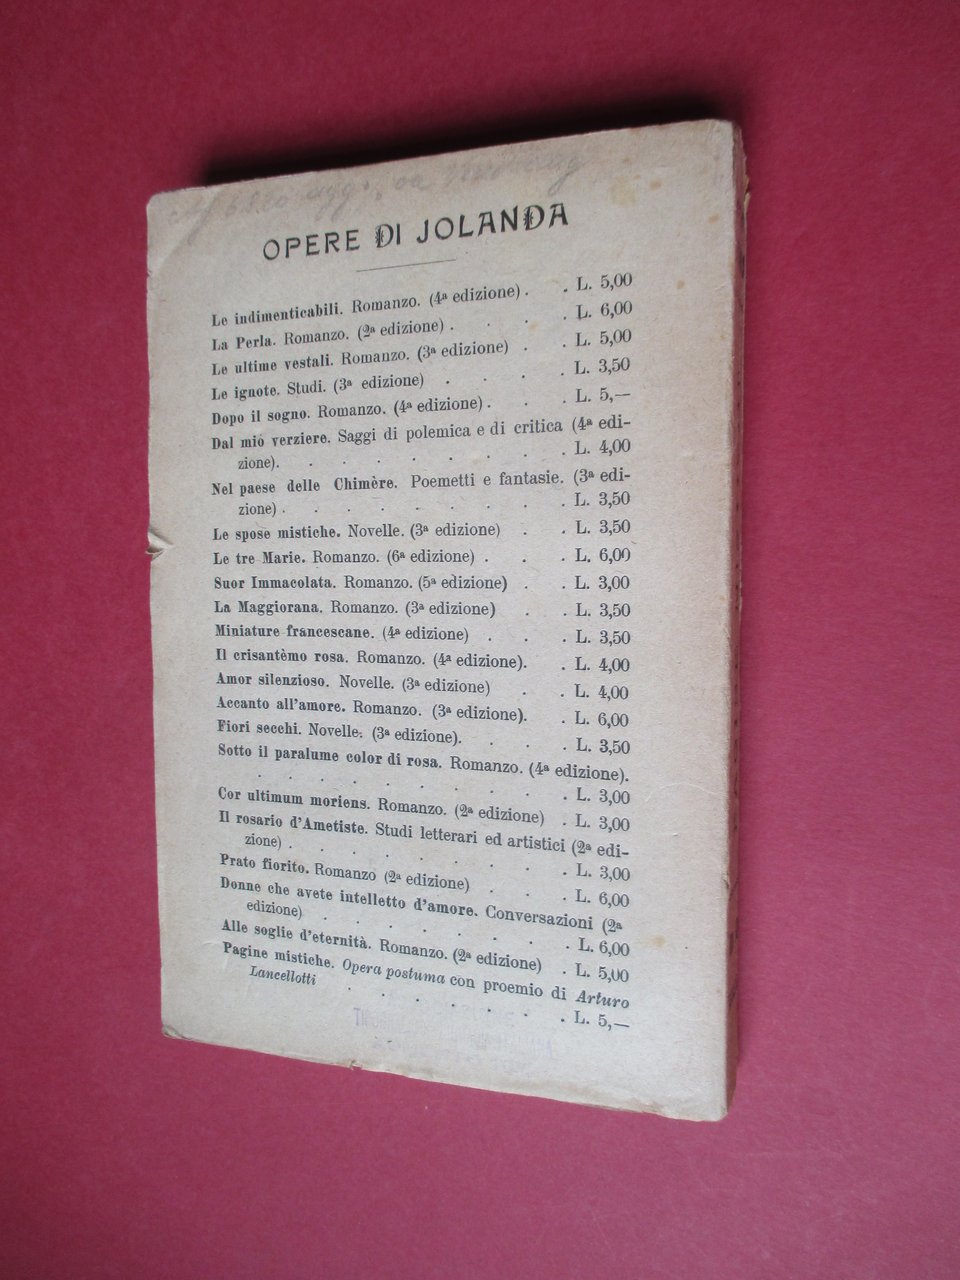 OPERE DI JOLANDA
Le indimenticabili. Romanzo. (4ª edizione) . . L. 5,00
La Perla. Romanzo. (2ª edizione) . . . . L. 6,00
Le ultime vestali. Romanzo. (3ª edizione) . . L. 5,00
Le ignote. Studi. (3ª edizione) . . . . L. 3,50
Dopo il sogno. Romanzo. (4ª edizione) . . . L. 5,—
Dal mio verziere. Saggi di polemica e di critica (4ª edi-
zione). . . . . . . . . L. 4,00
Nel paese delle Chimère. Poemetti e fantasie. (3ª edi-
zione) . . . . . . . . . L. 3,50
Le spose mistiche. Novelle. (3ª edizione) . . L. 3,50
Le tre Marie. Romanzo. (6ª edizione) . . . L. 6,00
Suor Immacolata. Romanzo. (5ª edizione) . . L. 3,00
La Maggiorana. Romanzo. (3ª edizione) . . L. 3,50
Miniature francescane. (4ª edizione) . . . L. 3,50
Il crisantèmo rosa. Romanzo. (4ª edizione). . L. 4,00
Amor silenzioso. Novelle. (3ª edizione) . . L. 4,00
Accanto all'amore. Romanzo. (3ª edizione). . L. 6,00
Fiori secchi. Novelle. (3ª edizione). . . . L. 3,50
Sotto il paralume color di rosa. Romanzo. (4ª edizione).
. . . . . . . . . L. 3,00
Cor ultimum moriens. Romanzo. (2ª edizione) . L. 3,00
Il rosario d'Ametiste. Studi letterari ed artistici (2ª edi-
zione) . . . . . . . . L. 3,00
Prato fiorito. Romanzo (2ª edizione) . . . L. 6,00
Donne che avete intelletto d'amore. Conversazioni (2ª
edizione) . . . . . . . . L. 6,00
Alle soglie d'eternità. Romanzo. (2ª edizione) . L. 5,00
Pagine mistiche. Opera postuma con proemio di Arturo
Lancellotti . . . . . . . L. 5,—